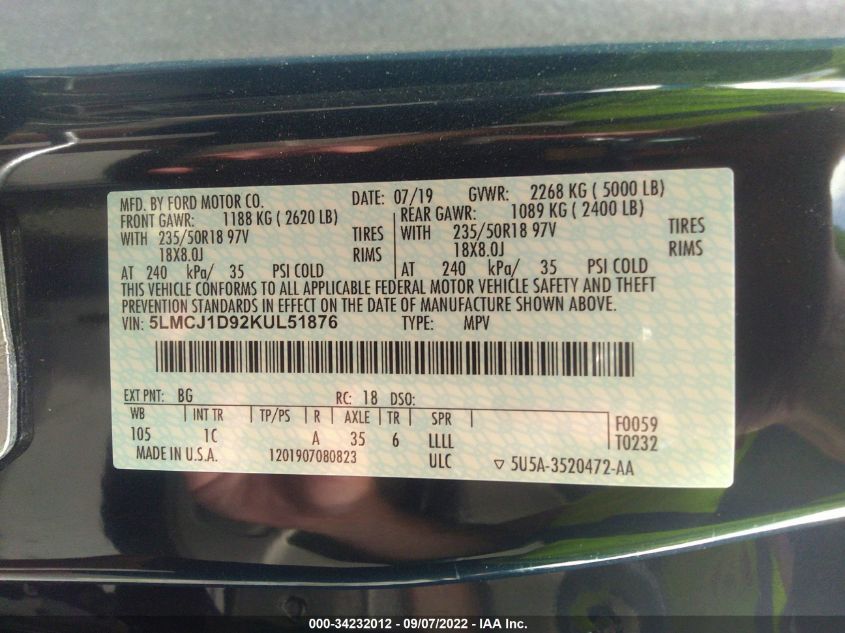 MFD. BY FORD MOTOR CO. DATE: 07/19 GVWR: 2268 KG ( 5000 LB)
FRONT GAWR: 1188 KG ( 2620 LB) REAR GAWR: 1089 KG ( 2400 LB)
WITH 235/50R18 97V TIRES WITH 235/50R18 97V TIRES
18X8.0J RIMS 18X8.0J RIMS
AT 240 kPa/ 35 PSI COLD AT 240 kPa/ 35 PSI COLD
THIS VEHICLE CONFORMS TO ALL APPLICABLE FEDERAL MOTOR VEHICLE SAFETY AND THEFT
PREVENTION STANDARDS IN EFFECT ON THE DATE OF MANUFACTURE SHOWN ABOVE.
VIN: 5LMCJ1D92KUL51876 TYPE: MPV
EXT PNT: BG RC: 18 DSO:
WB INT TR TP/PS R AXLE TR SPR F0059
105 1C A 35 6 LLLL T0232
MADE IN U.S.A. 1201907080823 ULC ▽ 5U5A-3520472-AA
000-34232012 - 09/07/2022 - IAA Inc.